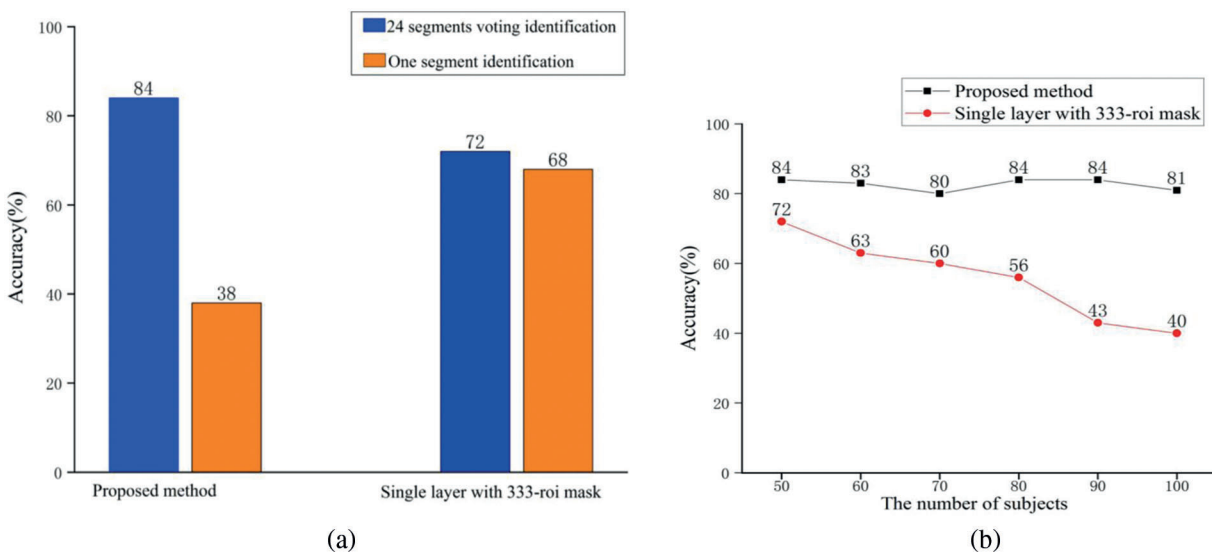 100
80
60
40
20
0
Accuracy(%)
24 segments voting identification
One segment identification
84
38
72
68
Proposed method
Single layer with 333-roi mask
(a)
Proposed method
Single layer with 333-roi mask
100
80
60
40
20
0
Accuracy(%)
84
83
80
84
84
81
72
63
60
56
43
40
50 60 70 80 90 100
The number of subjects
(b)